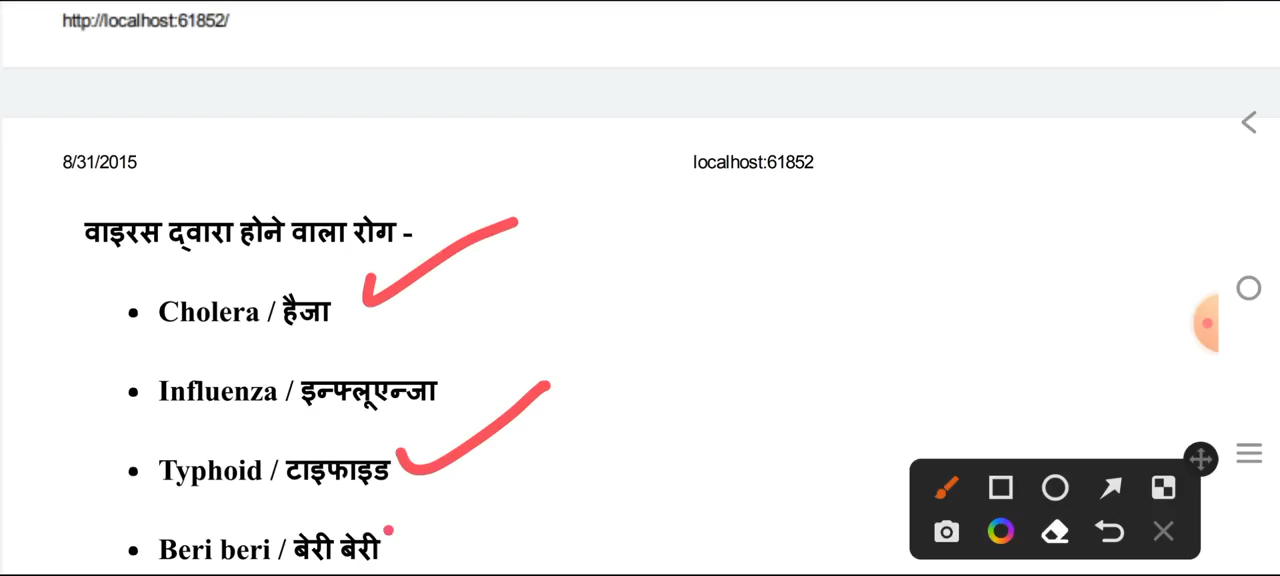 http://localhost:61852/
8/31/2015
localhost:61852
वाइरस द्वारा होने वाला रोग -
• Cholera / हैजा
• Influenza / इन्फ्लूएन्जा
• Typhoid / टाइफाइड
• Beri beri / बेरी बेरी